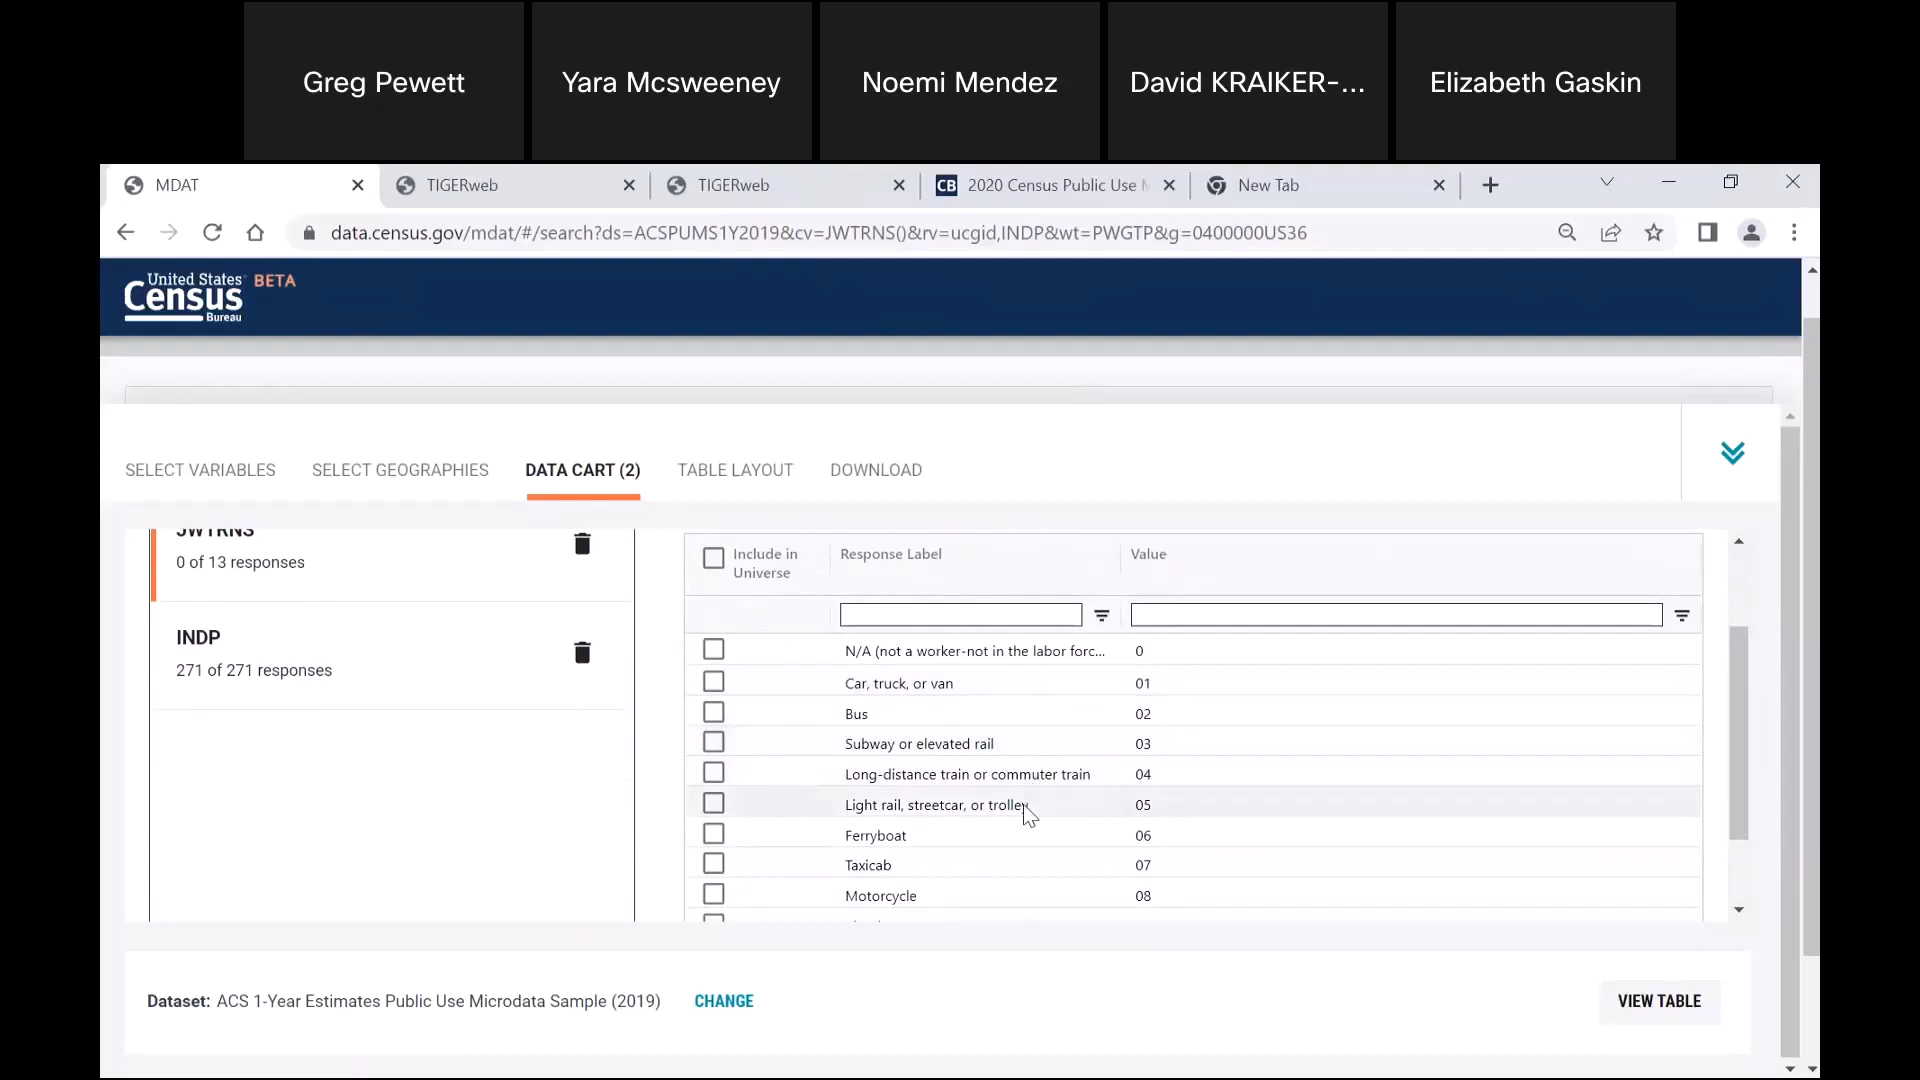 Greg Pewett
Yara Mcsweeney
Noemi Mendez
David KRAIKER-...
Elizabeth Gaskin
MDAT
TIGERweb
TIGERweb
CB 2020 Census Public Use
New Tab
data.census.gov/mdat/#/search?ds=ACSPUMS1Y2019&cv=JWTRNS()&rv=ucgid,INDP&wt=PWGTP&g=0400000US36
United States
Census
Bureau
BETA
SELECT VARIABLES
SELECT GEOGRAPHIES
DATA CART (2)
TABLE LAYOUT
DOWNLOAD
JWTRNS
0 of 13 responses
INDP
271 of 271 responses
Include in
Universe
Response Label
Value
N/A (not a worker-not in the labor forc... 0
Car, truck, or van 01
Bus 02
Subway or elevated rail 03
Long-distance train or commuter train 04
Light rail, streetcar, or trolley 05
Ferryboat 06
Taxicab 07
Motorcycle 08
Dataset: ACS 1-Year Estimates Public Use Microdata Sample (2019) CHANGE
VIEW TABLE